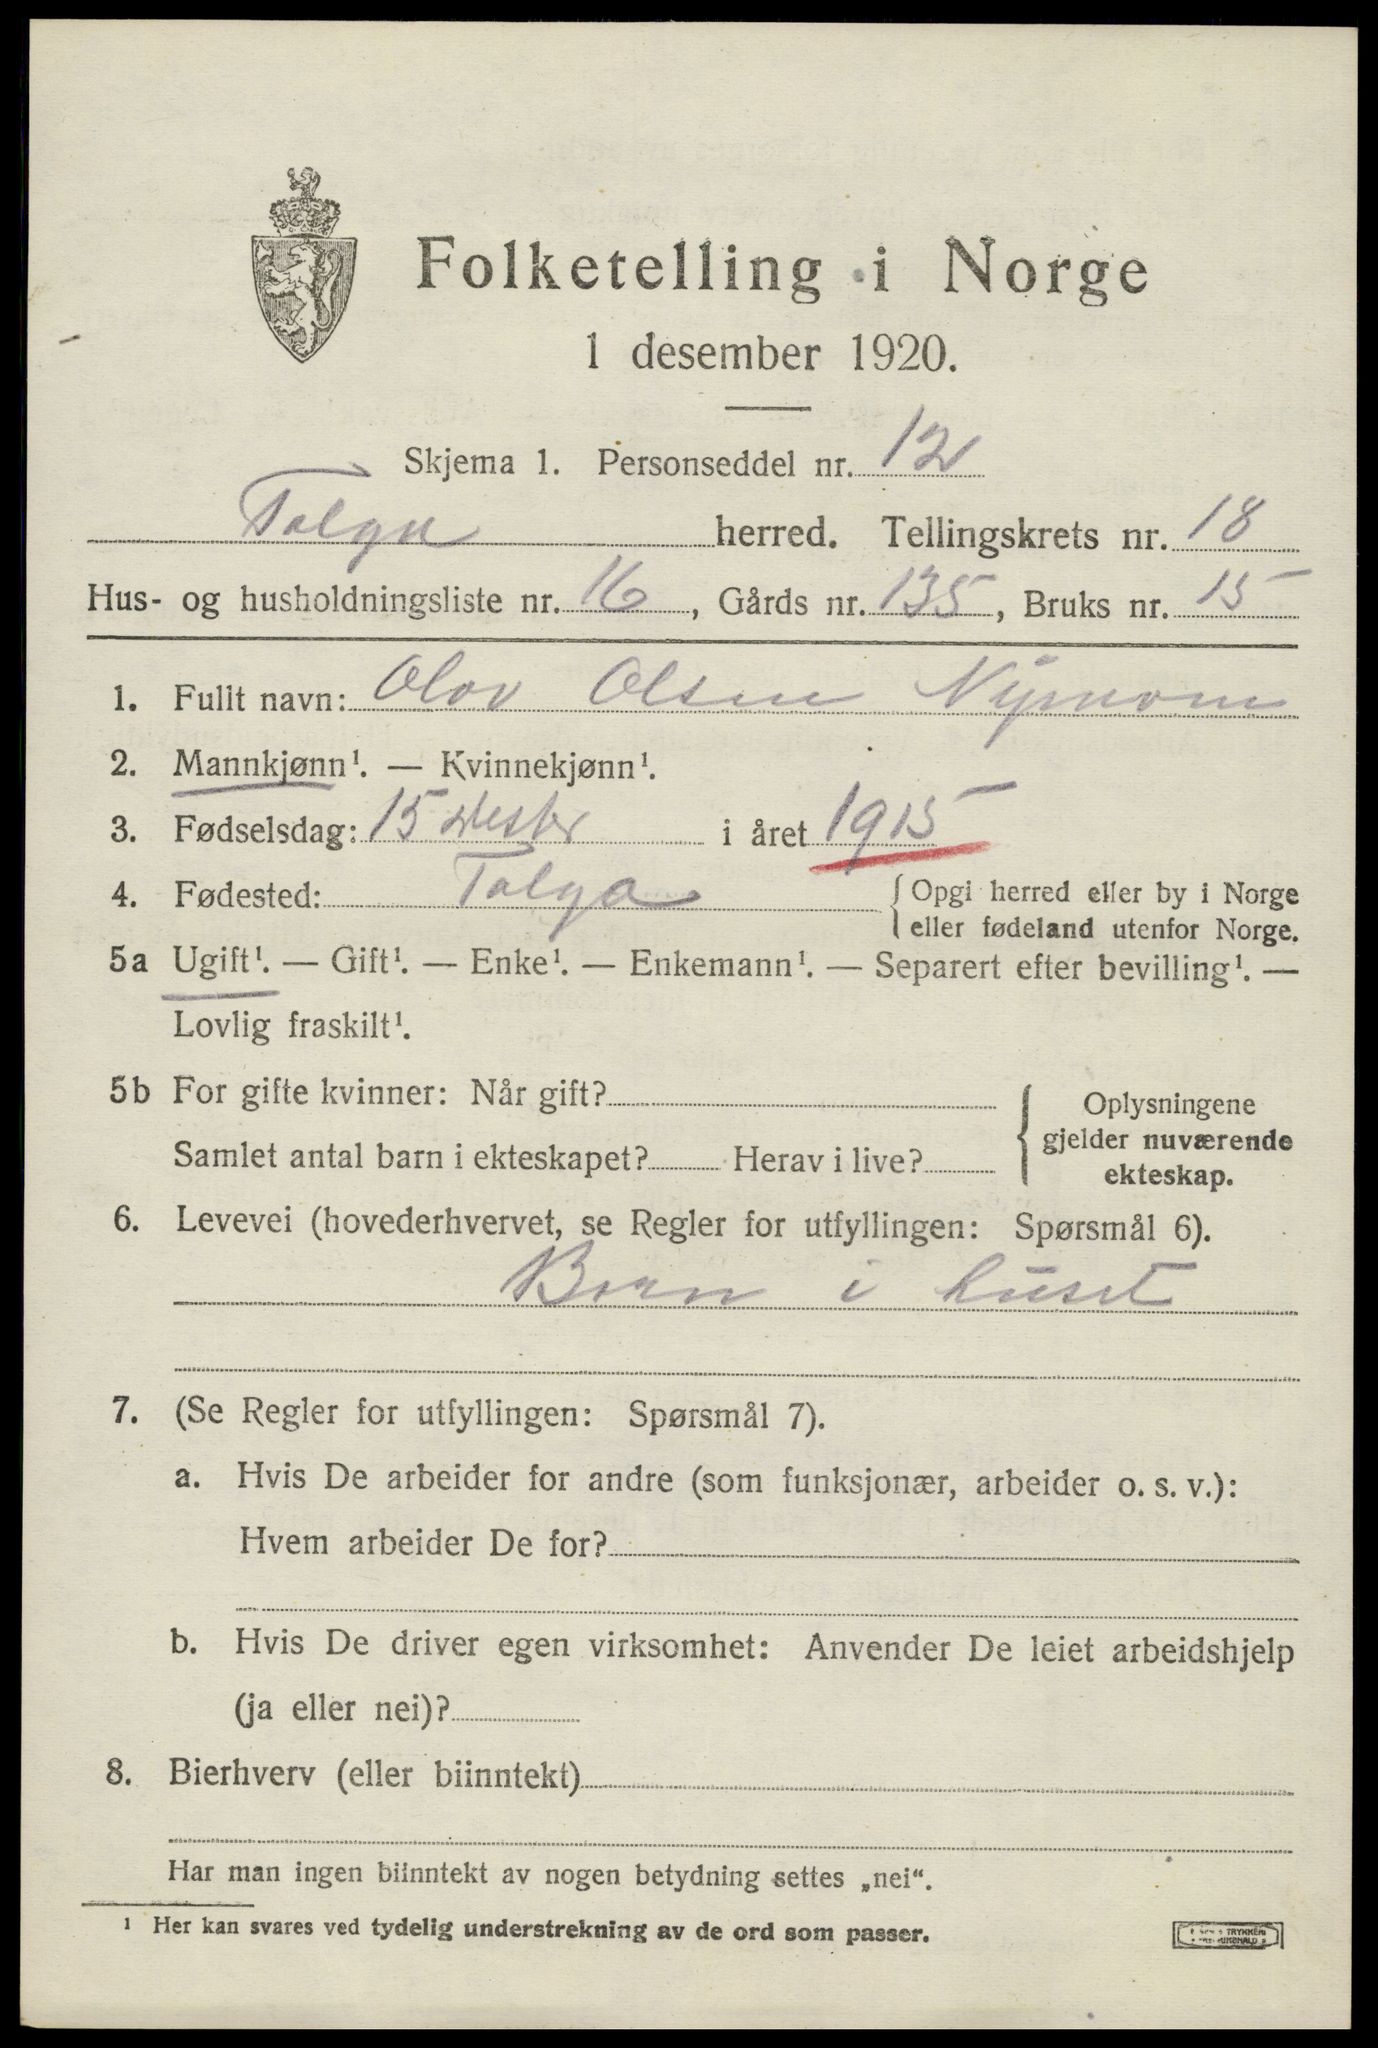 Folketelling i Norge
1 desember 1920.
Skjema 1. Personseddel nr. 12
Tolga herred. Tellingskrets nr. 18
Hus- og husholdningsliste nr. 16, Gårds nr. 135, Bruks nr. 15
1. Fullt navn: Olov Olsen Nymoen
2. Mannkjønn¹. — Kvinnekjønn¹.
3. Fødselsdag: 15 desbr i året 1915
4. Fødested: Tolga { Opgi herred eller by i Norge
eller fødeland utenfor Norge.
5a Ugift¹. — Gift¹. — Enke¹. — Enkemann¹. — Separert efter bevilling¹. —
Lovlig fraskilt¹.
5b For gifte kvinner: Når gift?
Samlet antal barn i ekteskapet? Herav i live?
{ Oplysningene
gjelder nuværende
ekteskap.
6. Levevei (hovederhvervet, se Regler for utfyllingen: Spørsmål 6).
Barn i huset
7. (Se Regler for utfyllingen: Spørsmål 7).
a. Hvis De arbeider for andre (som funksjonær, arbeider o. s. v.):
Hvem arbeider De for?
b. Hvis De driver egen virksomhet: Anvender De leiet arbeidshjelp
(ja eller nei)?
8. Bierhverv (eller biinntekt)
Har man ingen biinntekt av nogen betydning settes „nei“.
¹ Her kan svares ved tydelig understrekning av de ord som passer.